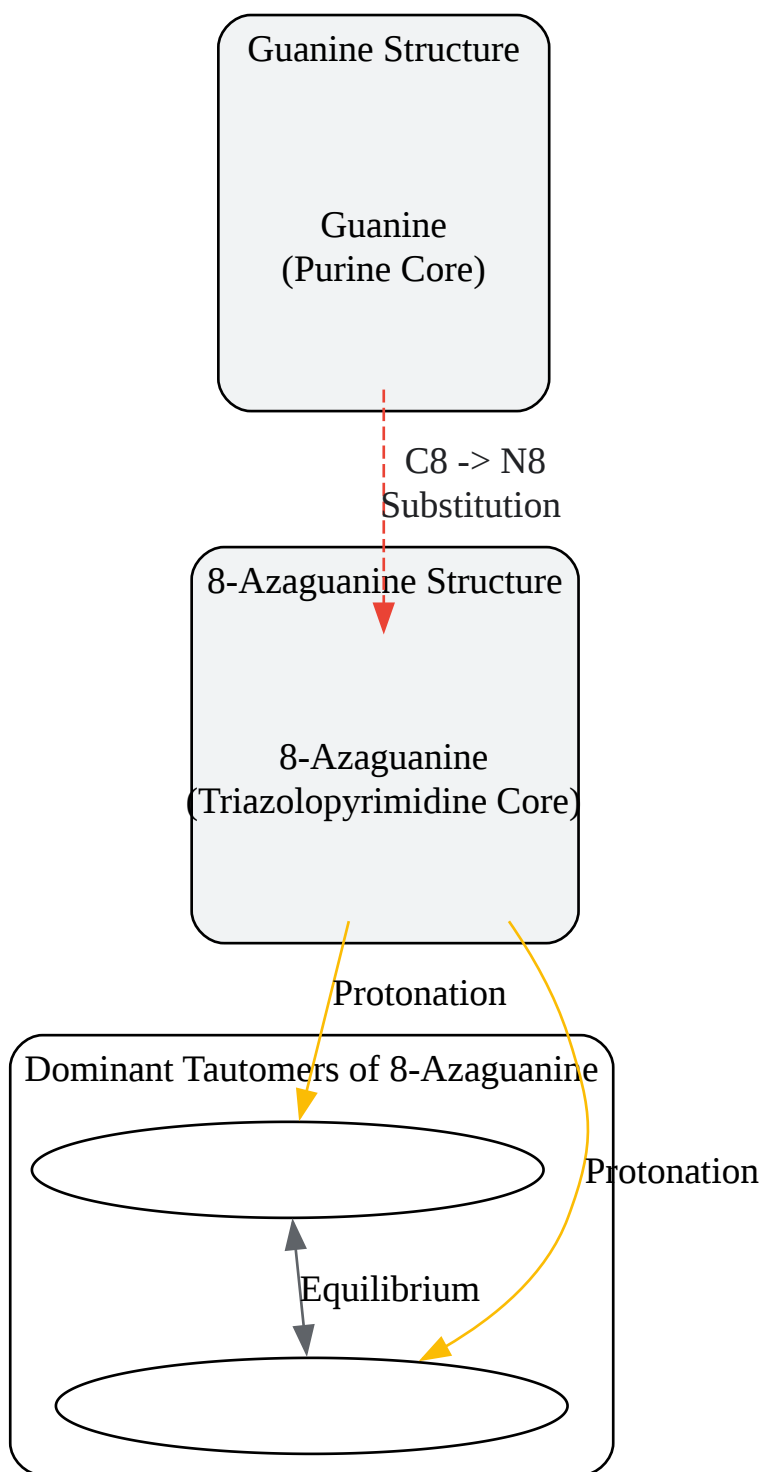 Guanine Structure
Guanine
(Purine Core)
C8 -> N8
Substitution
8-Azaguanine Structure
8-Azaguanine
(Triazolopyrimidine Core)
Protonation
Dominant Tautomers of 8-Azaguanine
Protonation
Equilibrium